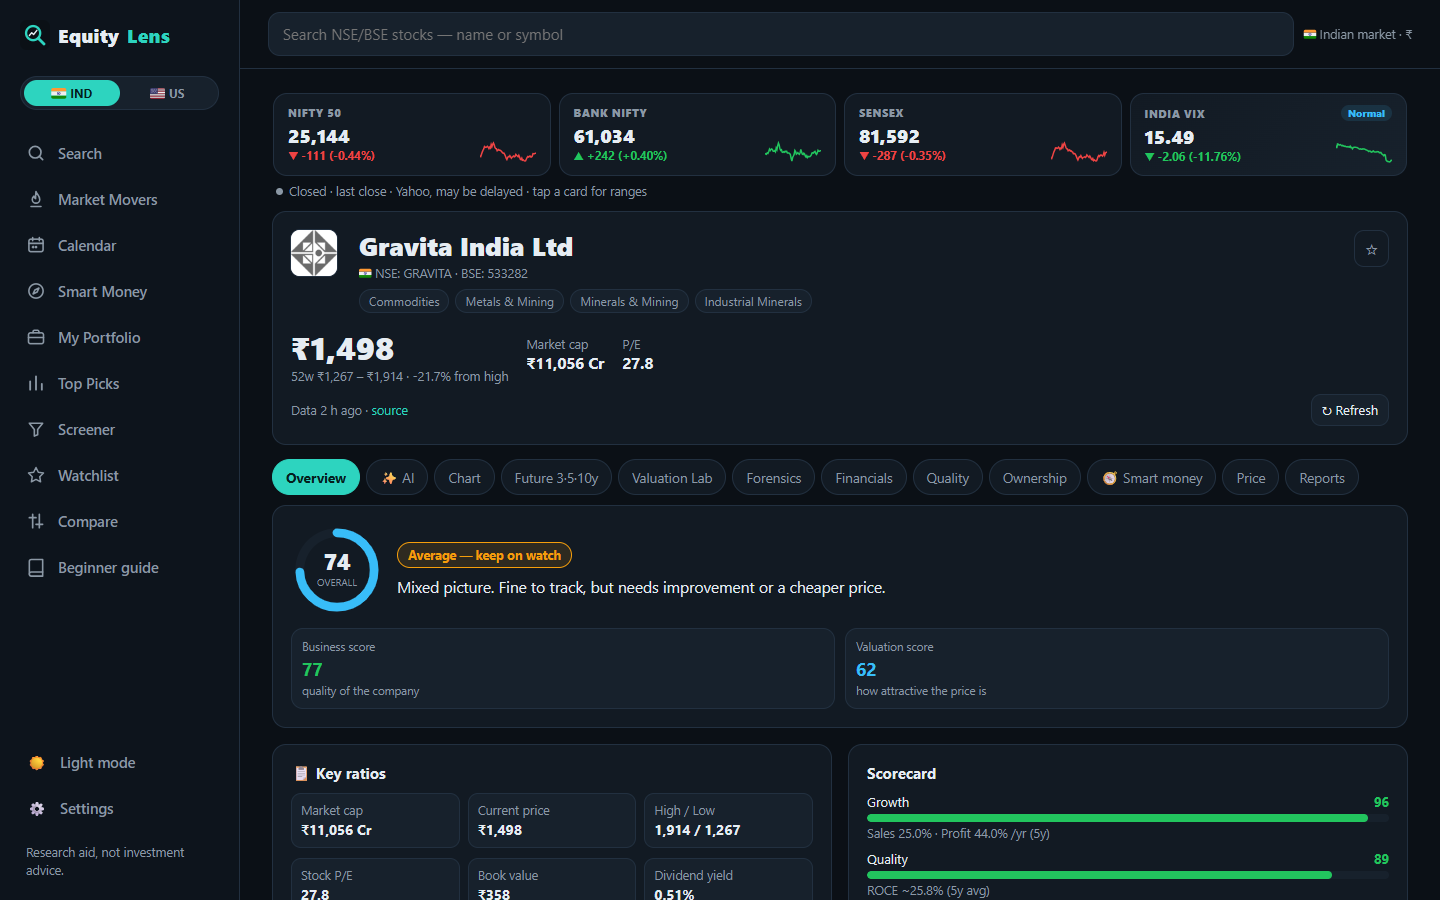 Equity Lens
IND
US
Search
Market Movers
Calendar
Smart Money
My Portfolio
Top Picks
Screener
Watchlist
Compare
Beginner guide
Light mode
Settings
Research aid, not investment
advice.
Search NSE/BSE stocks — name or symbol
Indian market · ₹
NIFTY 50
25,144
▼ -111 (-0.44%)
BANK NIFTY
61,034
▲ +242 (+0.40%)
SENSEX
81,592
▼ -287 (-0.35%)
INDIA VIX
Normal
15.49
▼ -2.06 (-11.76%)
Closed · last close · Yahoo, may be delayed · tap a card for ranges
Gravita India Ltd
NSE: GRAVITA · BSE: 533282
Commodities
Metals & Mining
Minerals & Mining
Industrial Minerals
₹1,498
52w ₹1,267 – ₹1,914 · -21.7% from high
Market cap
₹11,056 Cr
P/E
27.8
Data 2 h ago · source
↻ Refresh
Overview
✨ AI
Chart
Future 3·5·10y
Valuation Lab
Forensics
Financials
Quality
Ownership
Smart money
Price
Reports
74
OVERALL
Average — keep on watch
Mixed picture. Fine to track, but needs improvement or a cheaper price.
Business score
77
quality of the company
Valuation score
62
how attractive the price is
Key ratios
Market cap
₹11,056 Cr
Current price
₹1,498
High / Low
1,914 / 1,267
Stock P/E
27.8
Book value
₹358
Dividend yield
0.51%
Scorecard
Growth
96
Sales 25.0% · Profit 44.0% /yr (5y)
Quality
89
ROCE ~25.8% (5y avg)